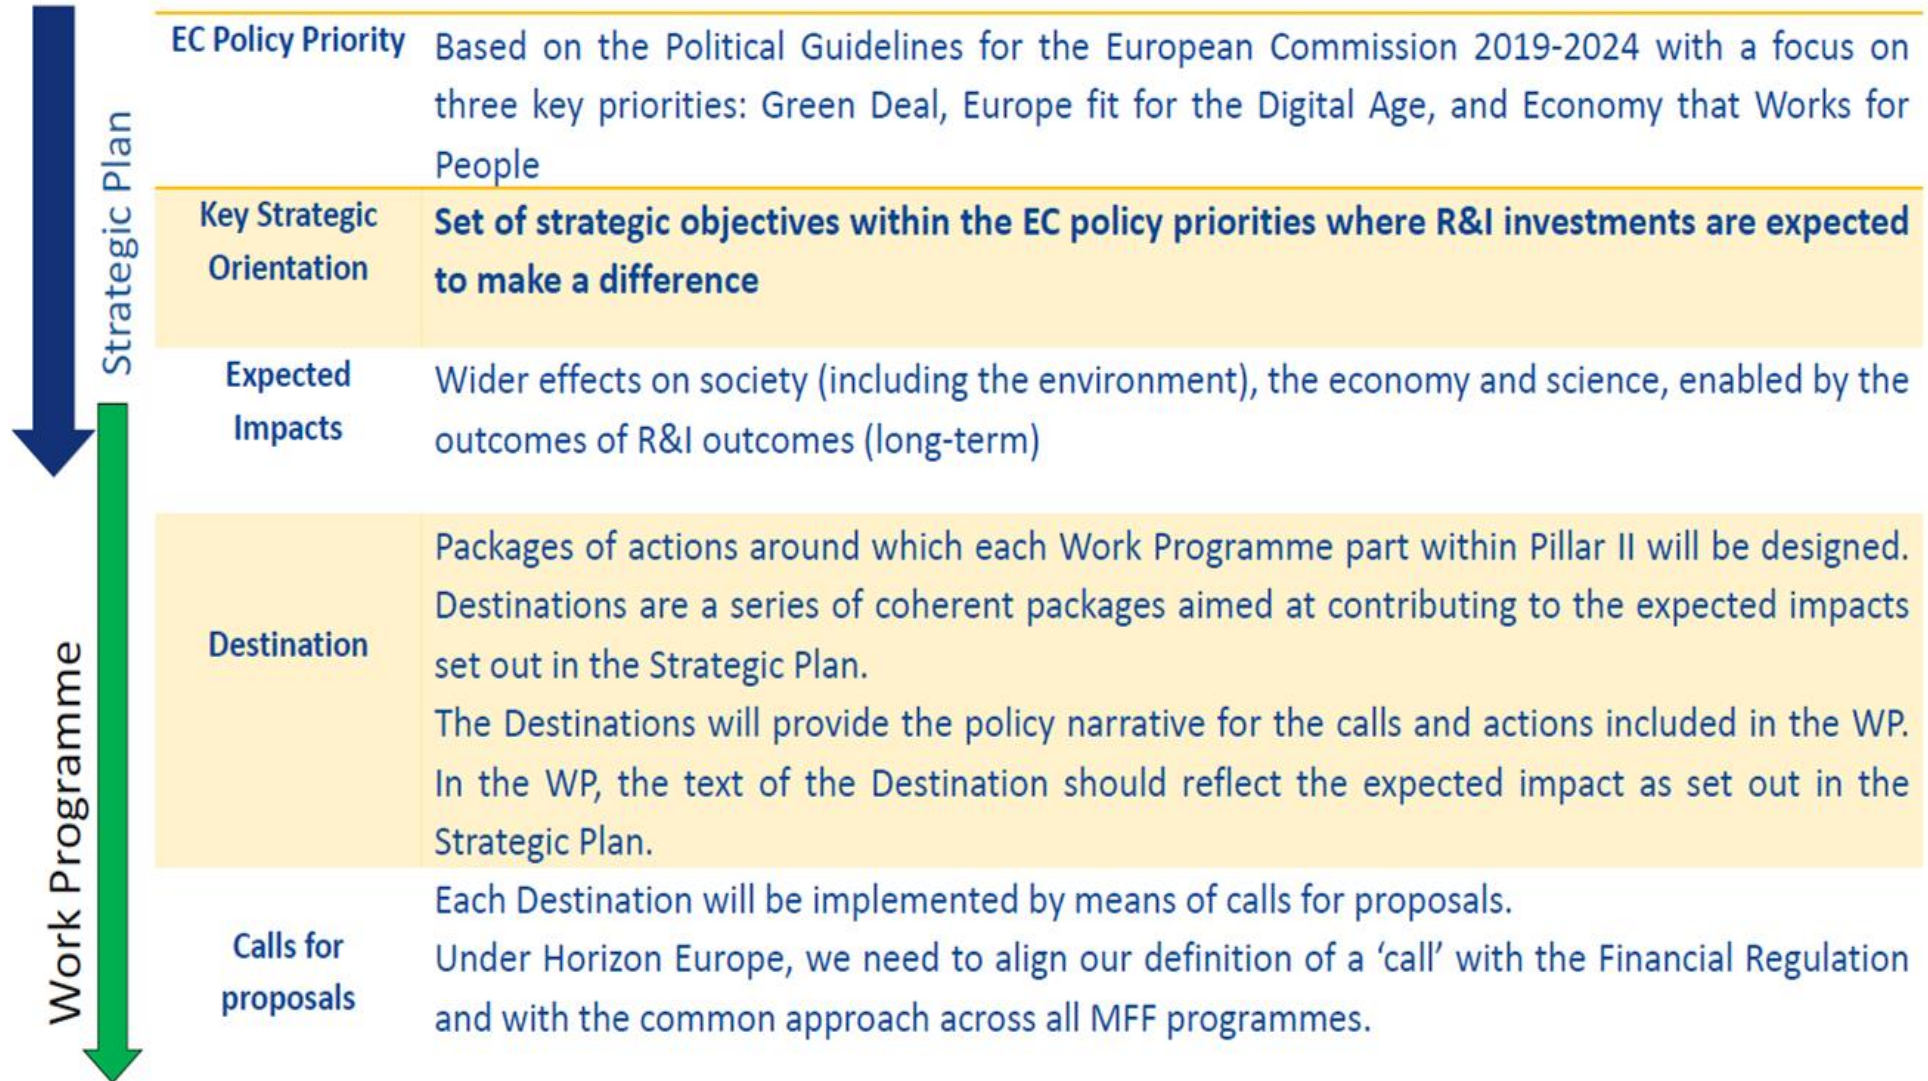 Strategic Plan
EC Policy Priority
Based on the Political Guidelines for the European Commission 2019-2024 with a focus on
three key priorities: Green Deal, Europe fit for the Digital Age, and Economy that Works for
People
Key Strategic
Orientation
Set of strategic objectives within the EC policy priorities where R&I investments are expected
to make a difference
Expected
Impacts
Wider effects on society (including the environment), the economy and science, enabled by the
outcomes of R&I outcomes (long-term)
Work Programme
Destination
Packages of actions around which each Work Programme part within Pillar II will be designed.
Destinations are a series of coherent packages aimed at contributing to the expected impacts
set out in the Strategic Plan.
The Destinations will provide the policy narrative for the calls and actions included in the WP.
In the WP, the text of the Destination should reflect the expected impact as set out in the
Strategic Plan.
Calls for
proposals
Each Destination will be implemented by means of calls for proposals.
Under Horizon Europe, we need to align our definition of a ‘call’ with the Financial Regulation
and with the common approach across all MFF programmes.